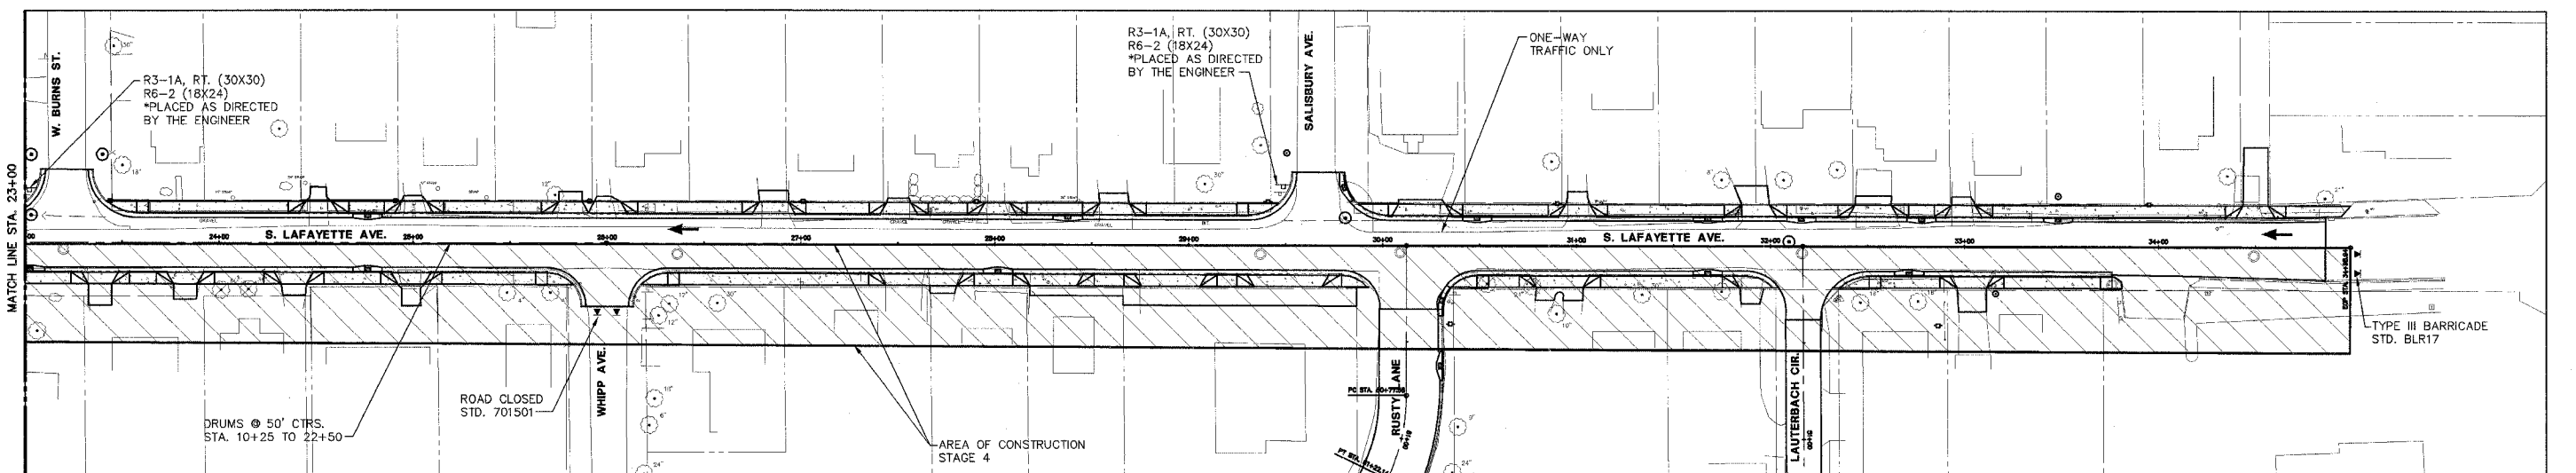 W. BURNS ST.
R3-1A, RT. (30X30)
R6-2 (18X24)
*PLACED AS DIRECTED
BY THE ENGINEER
R3-1A, RT. (30X30)
R6-2 (18X24)
*PLACED AS DIRECTED
BY THE ENGINEER
SALISBURY AVE.
ONE-WAY
TRAFFIC ONLY
MATCH LINE STA. 23+00
24+00
S. LAFAYETTE AVE.
25+00
26+00
27+00
28+00
29+00
30+00
31+00
S. LAFAYETTE AVE.
32+00
33+00
34+00
DRUMS @ 50' CTRS.
STA. 10+25 TO 22+50
ROAD CLOSED
STD. 701501
WHIPP AVE.
AREA OF CONSTRUCTION
STAGE 4
RUSTY LANE
LAUTERBACH CIR.
TYPE III BARRICADE
STD. BLR17